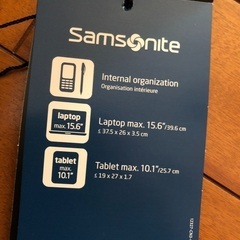 Samsonite
Internal organization
Organisation intérieure
laptop
max. 15.6"
Laptop max. 15.6"/39.6 cm
≤ 37.5 x 26 x 3.5 cm
tablet
max.
10.1"
Tablet max. 10.1"/25.7 cm
≤ 19 x 27 x 1.7